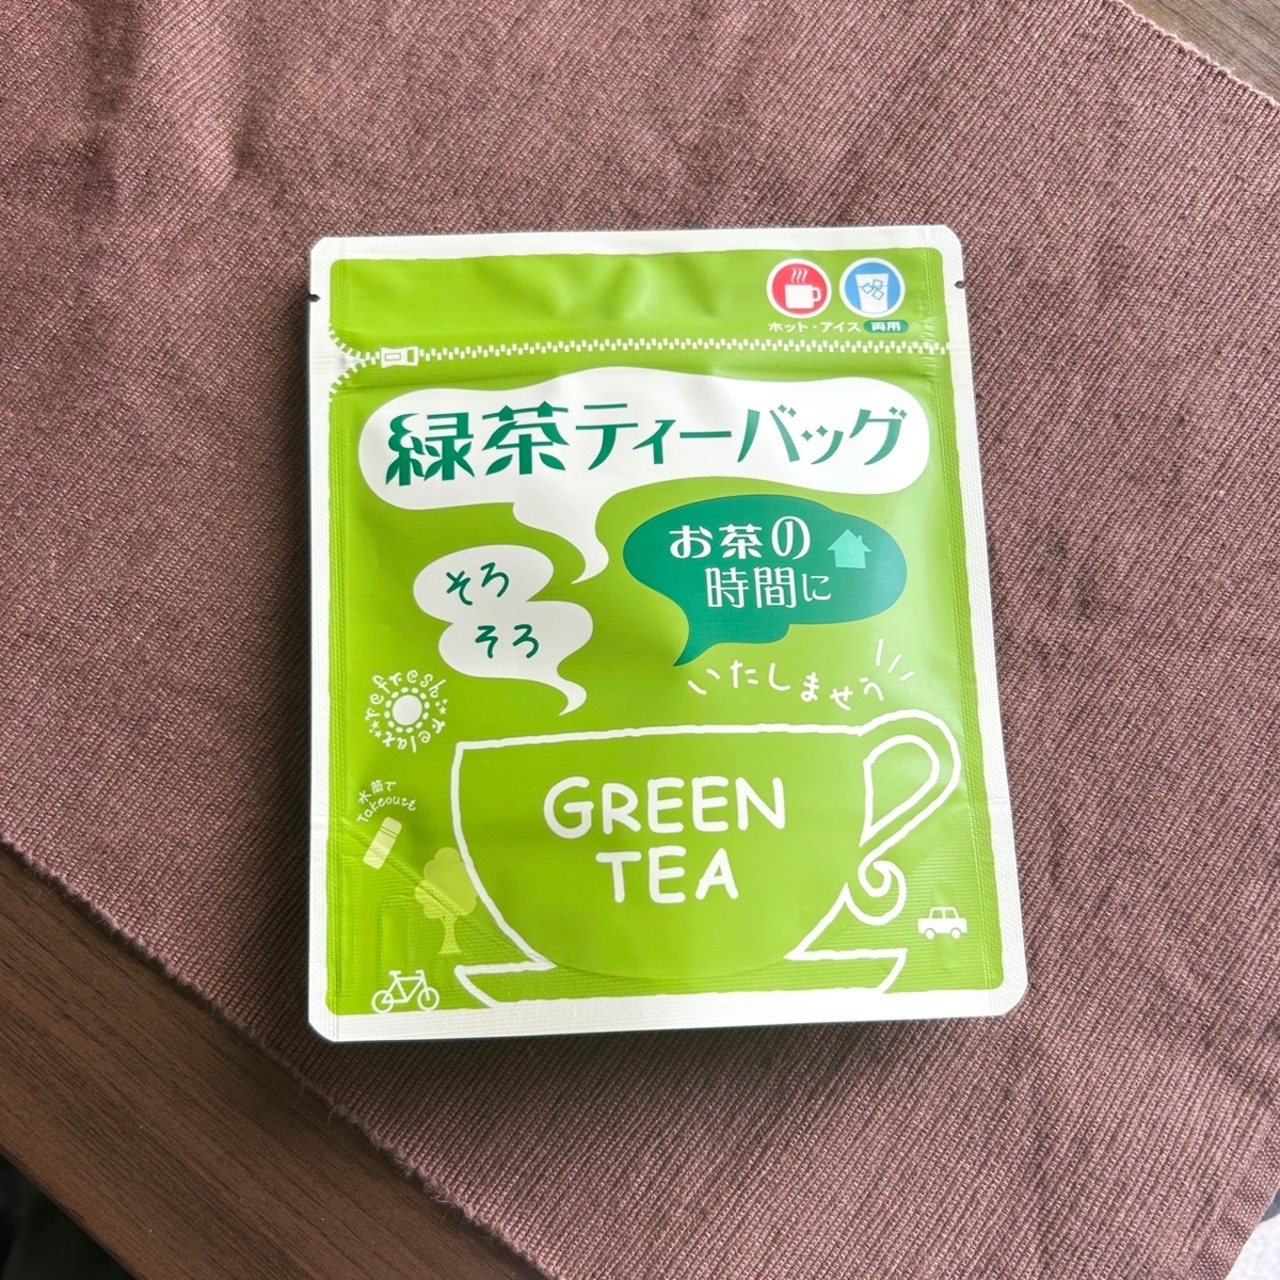 ホット・アイス 両用
緑茶ティーバッグ
お茶の
時間に
そろ
そろ
いたしませう
refresh
relax
水筒で
Takeout
GREEN
TEA